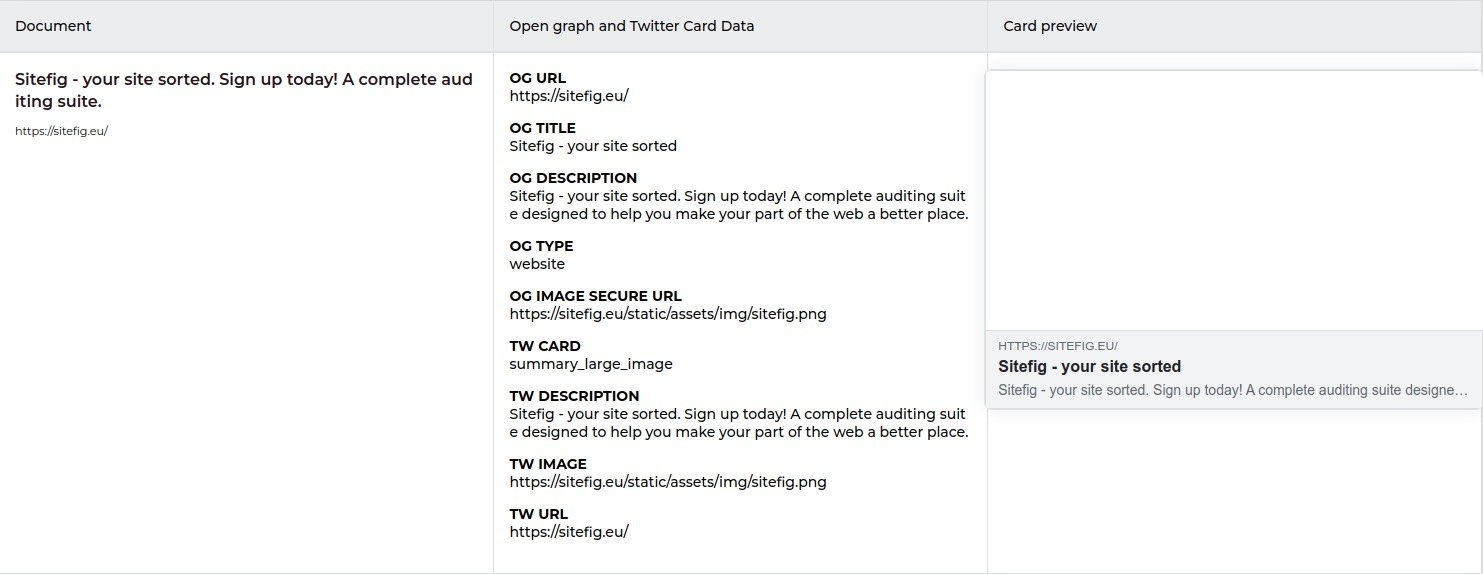 Document
Open graph and Twitter Card Data
Card preview
Sitefig - your site sorted. Sign up today! A complete aud
iting suite.
https://sitefig.eu/
OG URL
https://sitefig.eu/
OG TITLE
Sitefig - your site sorted
OG DESCRIPTION
Sitefig - your site sorted. Sign up today! A complete auditing suit
e designed to help you make your part of the web a better place.
OG TYPE
website
OG IMAGE SECURE URL
https://sitefig.eu/static/assets/img/sitefig.png
TW CARD
summary_large_image
TW DESCRIPTION
Sitefig - your site sorted. Sign up today! A complete auditing suit
e designed to help you make your part of the web a better place.
TW IMAGE
https://sitefig.eu/static/assets/img/sitefig.png
TW URL
https://sitefig.eu/
HTTPS://SITEFIG.EU/
Sitefig - your site sorted
Sitefig - your site sorted. Sign up today! A complete auditing suite designe…